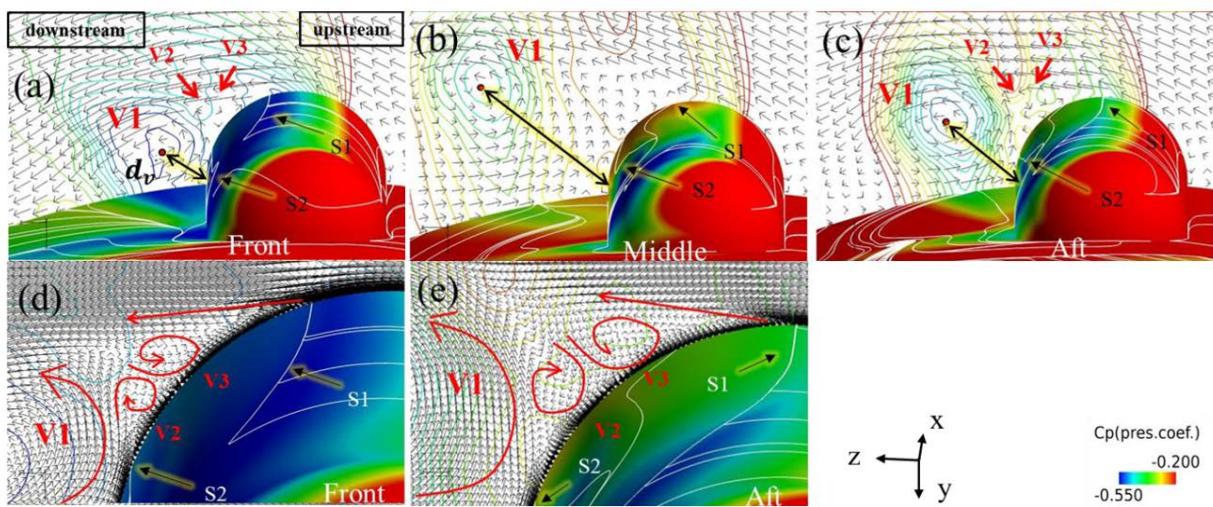 downstream
upstream
(a)
V2
V3
V1
d_v
S1
S2
Front
(b)
V1
S1
S2
Middle
(c)
V2
V3
V1
S1
S2
Aft
(d)
V1
V3
V2
S1
S2
Front
(e)
V1
V3
V2
S1
S2
Aft
x
z
y
Cp(pres.coef.)
-0.200
-0.550